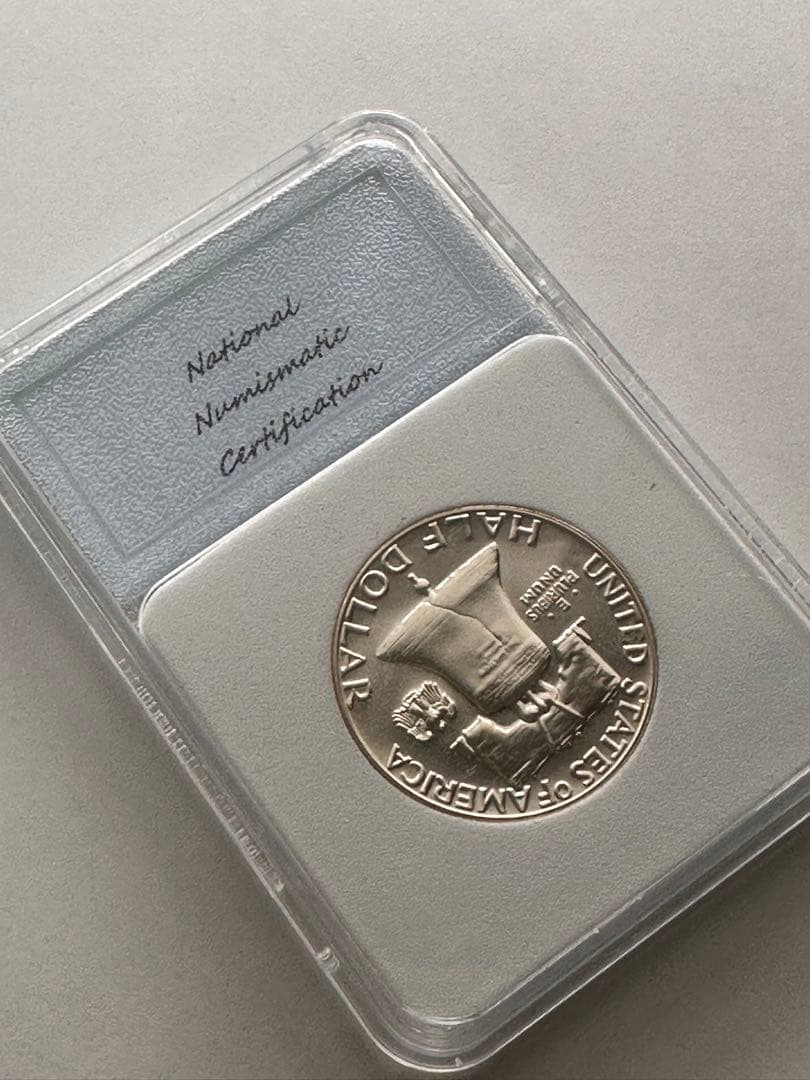 National
Numismatic
Certification
UNITED STATES OF AMERICA
·E·
PLURIBUS
UNUM
HALF DOLLAR